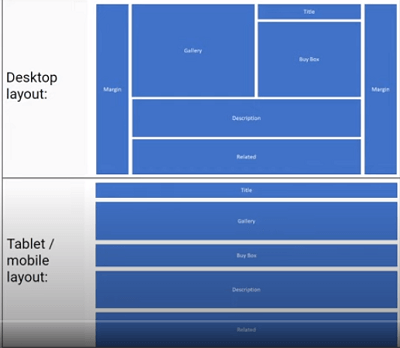 Desktop
layout:
Margin
Gallery
Title
Buy Box
Margin
Description
Related
Tablet /
mobile
layout:
Title
Gallery
Buy Box
Description
Related